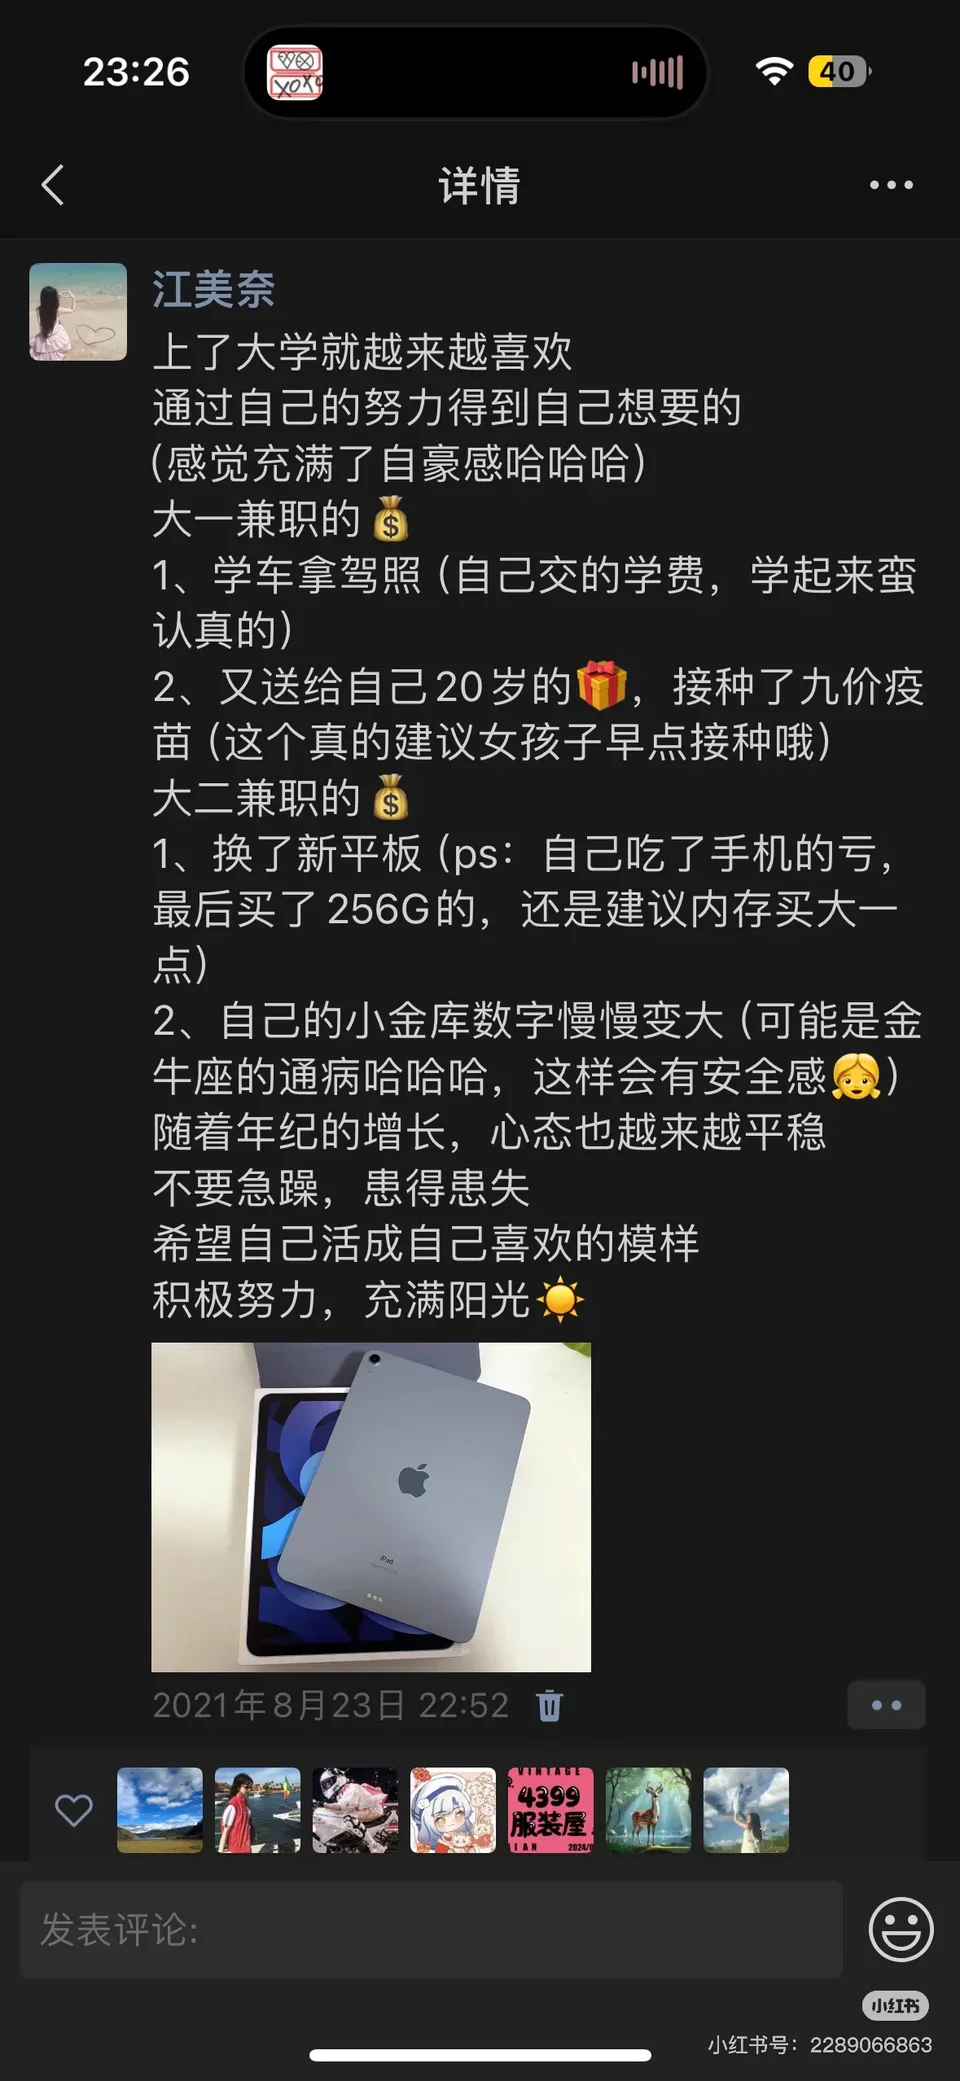 23:26
XOXO
40
详情
江美奈
上了大学就越来越喜欢
通过自己的努力得到自己想要的
(感觉充满了自豪感哈哈哈)
大一兼职的💰
1、学车拿驾照(自己交的学费，学起来蛮
认真的)
2、又送给自己20岁的🎁，接种了九价疫
苗(这个真的建议女孩子早点接种哦)
大二兼职的💰
1、换了新平板(ps：自己吃了手机的亏，
最后买了256G的，还是建议内存买大一
点)
2、自己的小金库数字慢慢变大(可能是金
牛座的通病哈哈哈，这样会有安全感👧)
随着年纪的增长，心态也越来越平稳
不要急躁，患得患失
希望自己活成自己喜欢的模样
积极努力，充满阳光☀️
iPad
2021年8月23日 22:52
VINTAGE
4399
服装屋
2024/0
发表评论:
小红书
小红书号：2289066863